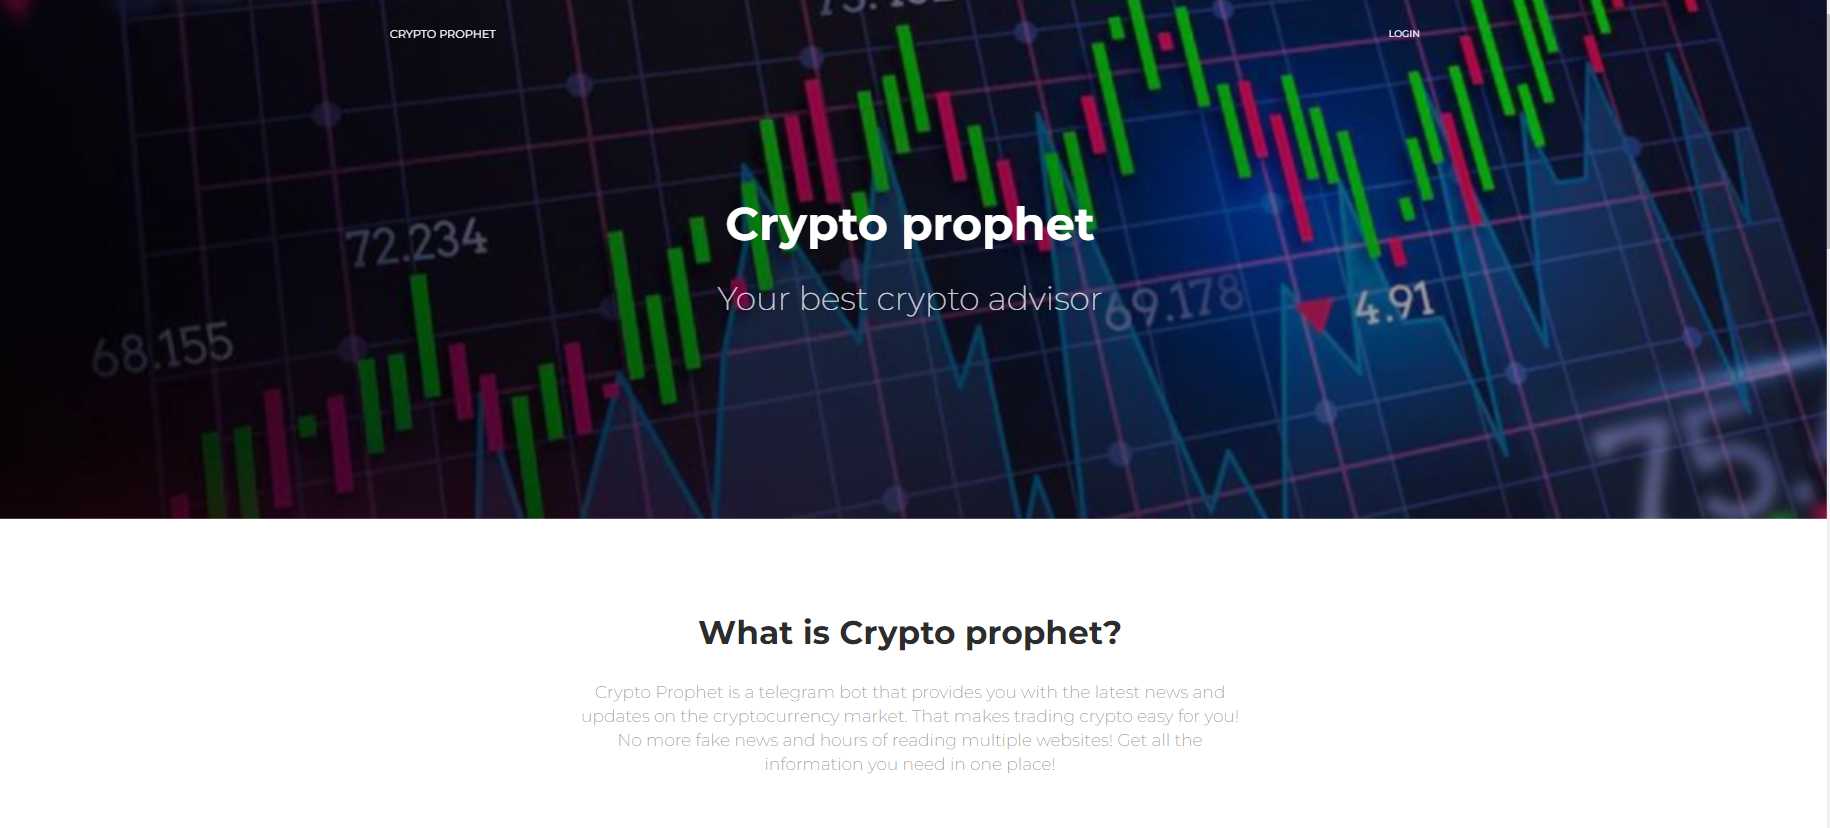 CRYPTO PROPHET
LOGIN
72.234
68.155
Crypto prophet
Your best crypto advisor
69.178
4.91
75.
What is Crypto prophet?
Crypto Prophet is a telegram bot that provides you with the latest news and
updates on the cryptocurrency market. That makes trading crypto easy for you!
No more fake news and hours of reading multiple websites! Get all the
information you need in one place!